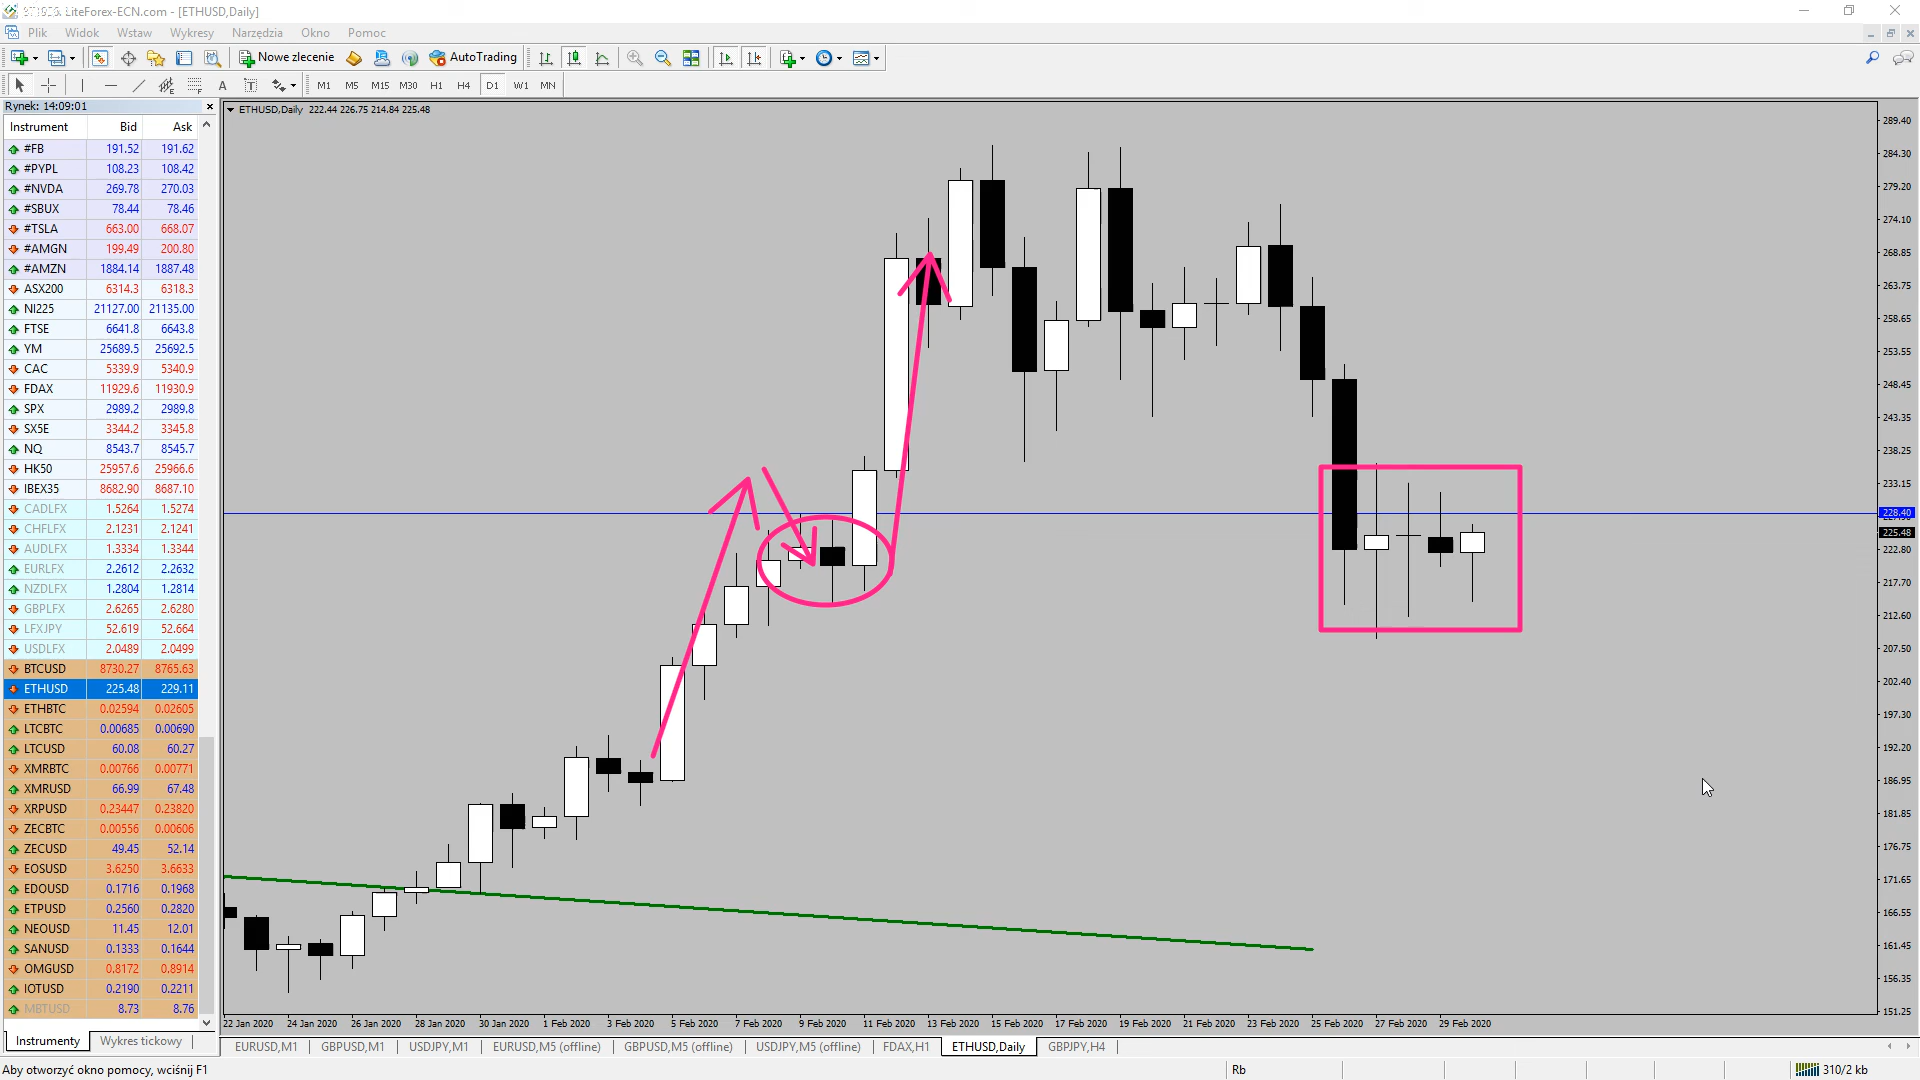 LiteForex-ECN.com - [ETHUSD,Daily]
Plik Widok Wstaw Wykresy Narzędzia Okno Pomoc
Nowe zlecenie AutoTrading
A T M1 M5 M15 M30 H1 H4 D1 W1 MN
Rynek: 14:09:01
Instrument Bid Ask
#FB 191.52 191.62
#PYPL 108.23 108.42
#NVDA 269.78 270.03
#SBUX 78.44 78.46
#TSLA 663.00 668.07
#AMGN 199.49 200.80
#AMZN 1884.14 1887.48
ASX200 6314.3 6318.3
NI225 21127.00 21135.00
FTSE 6641.8 6643.8
YM 25689.5 25692.5
CAC 5339.9 5340.9
FDAX 11929.6 11930.9
SPX 2989.2 2989.8
SX5E 3344.2 3345.8
NQ 8543.7 8545.7
HK50 25957.6 25966.6
IBEX35 8682.90 8687.10
CADLFX 1.5264 1.5274
CHFLFX 2.1231 2.1241
AUDLFX 1.3334 1.3344
EURLFX 2.2612 2.2632
NZDLFX 1.2804 1.2814
GBPLFX 2.6265 2.6280
LFXJPY 52.619 52.664
USDLFX 2.0489 2.0499
BTCUSD 8730.27 8765.63
ETHUSD 225.48 229.11
ETHBTC 0.02594 0.02605
LTCBTC 0.00685 0.00690
LTCUSD 60.08 60.27
XMRBTC 0.00766 0.00771
XMRUSD 66.99 67.48
XRPUSD 0.23447 0.23820
ZECBTC 0.00556 0.00606
ZECUSD 49.45 52.14
EOSUSD 3.6250 3.6633
EDOUSD 0.1716 0.1968
ETPUSD 0.2560 0.2820
NEOUSD 11.45 12.01
SANUSD 0.1333 0.1644
OMGUSD 0.8172 0.8914
IOTUSD 0.2190 0.2211
MBTUSD 8.73 8.76
Instrumenty Wykres tickowy
ETHUSD,Daily 222.44 226.75 214.84 225.48
289.40
284.30
279.20
274.10
268.85
263.75
258.65
253.55
248.45
243.35
238.25
233.15
228.40
225.48
222.80
217.70
212.60
207.50
202.40
197.30
192.20
186.95
181.85
176.75
171.65
166.55
161.45
156.35
151.25
22 Jan 2020 24 Jan 2020 26 Jan 2020 28 Jan 2020 30 Jan 2020 1 Feb 2020 3 Feb 2020 5 Feb 2020 7 Feb 2020 9 Feb 2020 11 Feb 2020 13 Feb 2020 15 Feb 2020 17 Feb 2020 19 Feb 2020 21 Feb 2020 23 Feb 2020 25 Feb 2020 27 Feb 2020 29 Feb 2020
EURUSD,M1 GBPUSD,M1 USDJPY,M1 EURUSD,M5 (offline) GBPUSD,M5 (offline) USDJPY,M5 (offline) FDAX,H1 ETHUSD,Daily GBPJPY,H4
Aby otworzyć okno pomocy, wciśnij F1 Rb 310/2 kb